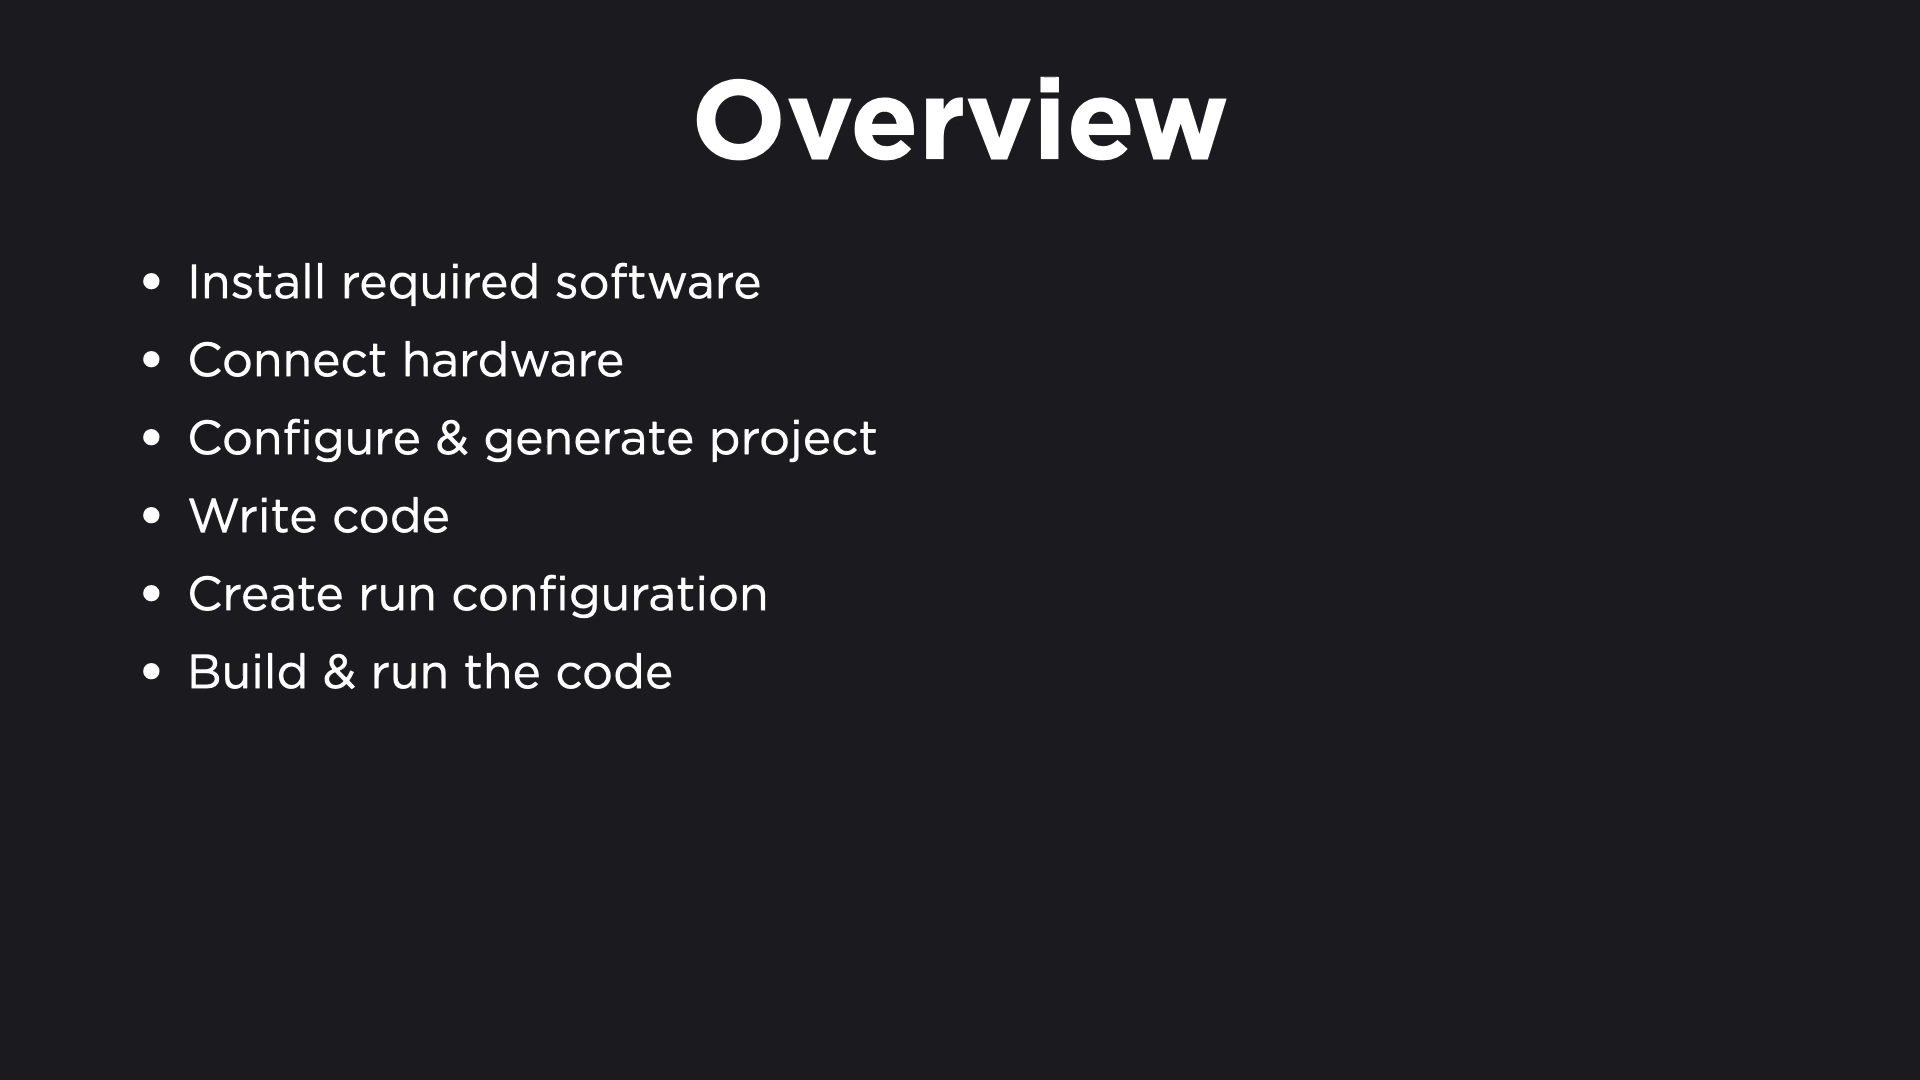 Overview
• Install required software
• Connect hardware
• Configure & generate project
• Write code
• Create run configuration
• Build & run the code